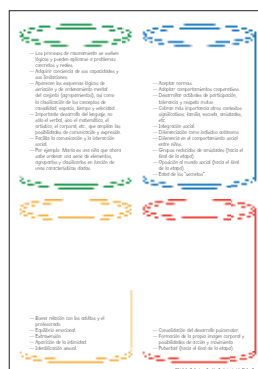 — Los procesos de razonamiento se vuelven
lógicos y pueden aplicarse a problemas
concretos y reales.
— Adquirir conciencia de sus capacidades y
sus limitaciones
— Aparecen los esquemas lógicos de
seriación y de ordenamiento mental
del conjunto (agrupamientos), así como
la clasificación de los conceptos de
casualidad, espacio, tiempo y velocidad.
— Importante desarrollo del lenguaje, no
sólo el verbal, sino el matemático, el
artístico, el corporal, etc., que amplían las
posibilidades de comunicación y expresión
— Facilita la comunicación y la interacción
social
— Por ejemplo: María es una niña que ahora
sabe ordenar una serie de elementos,
agruparlos y clasificarlos en función de
unas características dadas.
— Aceptar normas
— Adoptar comportamientos cooperativos
— Desarrollar actitudes de participación,
tolerancia y respeto mutuo
— Cobran más importancia otros contextos
significativos: familia, escuela, amistades,
etc.
— Integración social
— Diferenciación como individuo autónomo
— Diferencia en el comportamiento social
entre niños
— Grupos reducidos de amistades (hacia el
final de la etapa)
— Oposición al mundo social (hacia el final
de la etapa)
— Edad de los "secretos".
— Buena relación con los adultos y el
profesorado
— Equilibrio emocional
— Extraversión
— Aparición de la intimidad
— Identificación sexual
— Consolidación del desarrollo psicomotor
— Formación de la propia imagen corporal y
posibilidades de acción y movimiento
— Pubertad (hacia el final de la etapa).